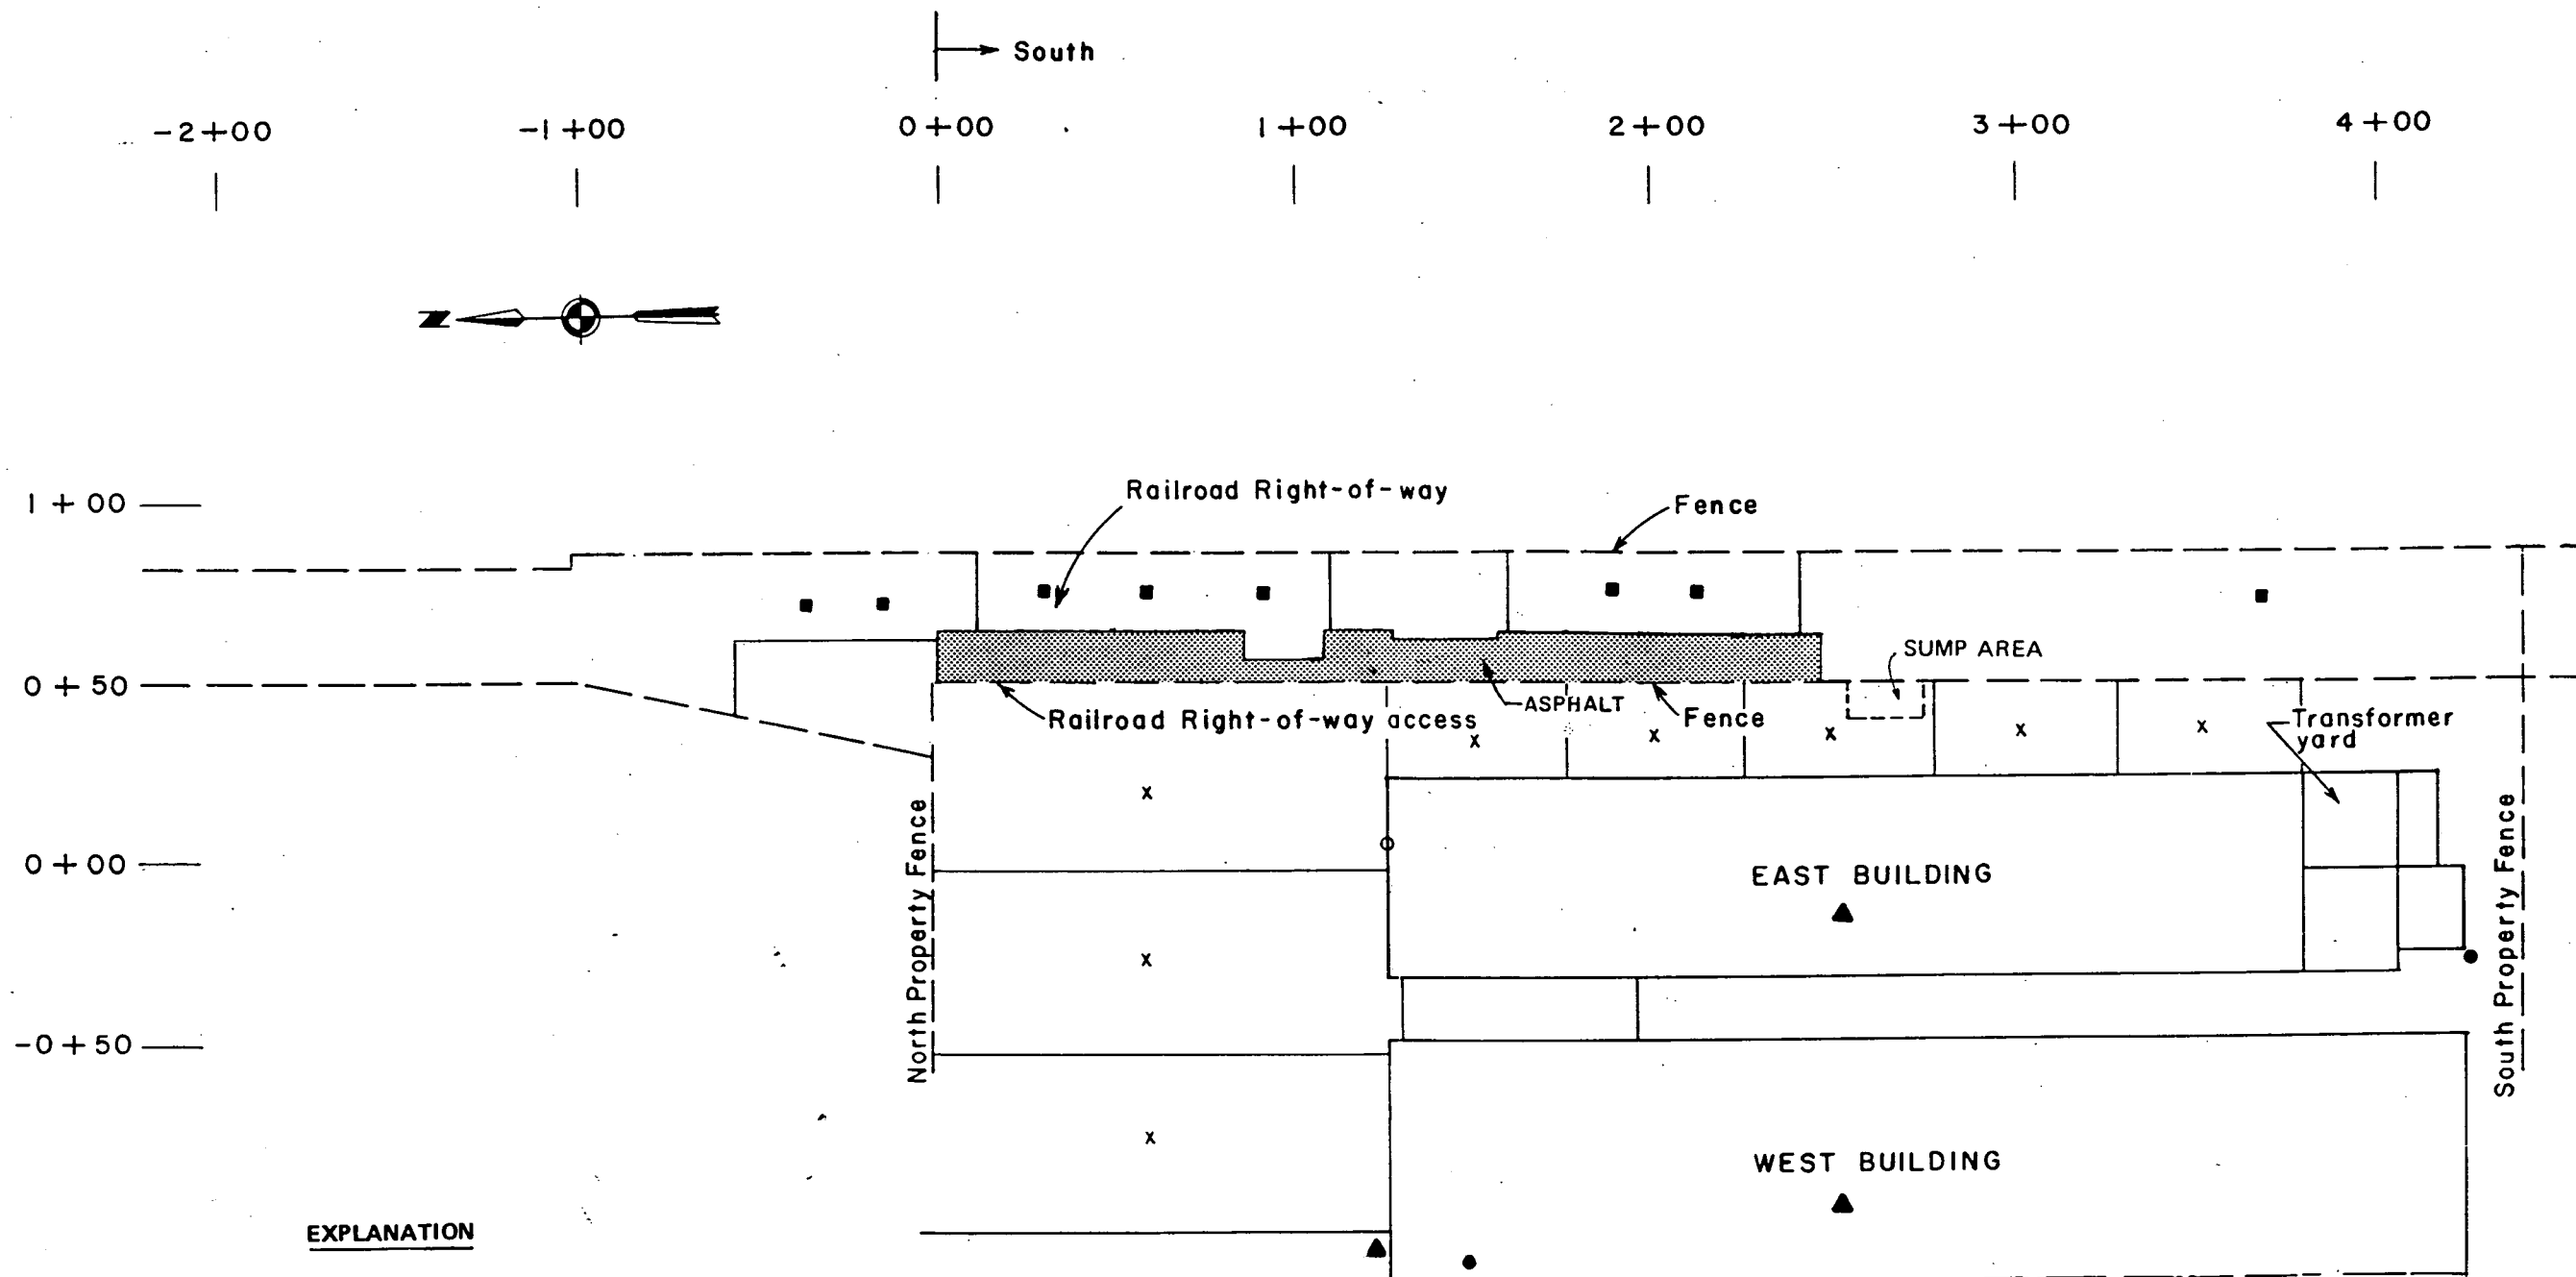 South
-2+00 -1+00 0+00 1+00 2+00 3+00 4+00
N
1+00
Railroad Right-of-way
Fence
0+50
SUMP AREA
Railroad Right-of-way access
ASPHALT
Fence
Transformer
yard
x x x x x
x
North Property Fence
South Property Fence
0+00
EAST BUILDING
x
-0+50
x
WEST BUILDING
EXPLANATION